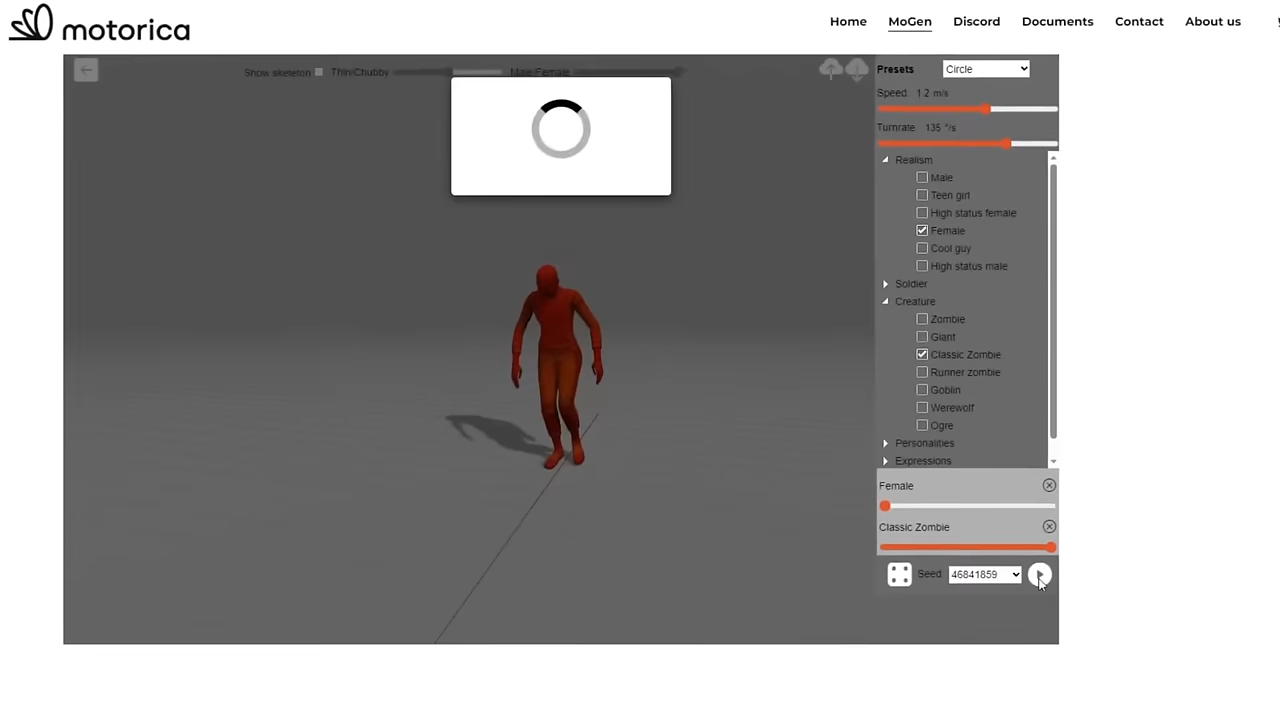 motorica
Home MoGen Discord Documents Contact About us
Show skeleton Thin/Chubby Male/Female
Presets Circle
Speed: 1.2 m/s
Turnrate 135 °/s
Realism
Male
Teen girl
High status female
Female
Cool guy
High status male
Soldier
Creature
Zombie
Giant
Classic Zombie
Runner zombie
Goblin
Werewolf
Ogre
Personalities
Expressions
Female
Classic Zombie
Seed 46841859